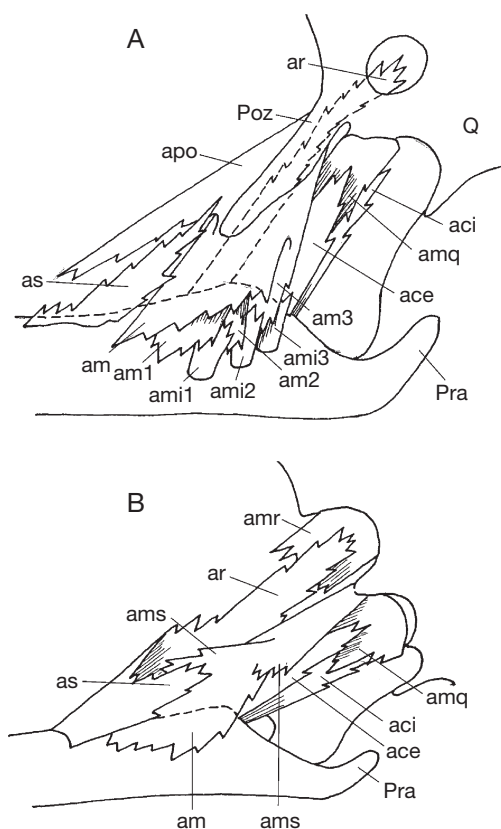 A
ar
Poz
Q
apo
aci
amq
as
ace
am3
am
am1
ami3
am2
ami1
ami2
Pra
B
amr
ar
ams
as
amq
aci
ace
Pra
am
ams